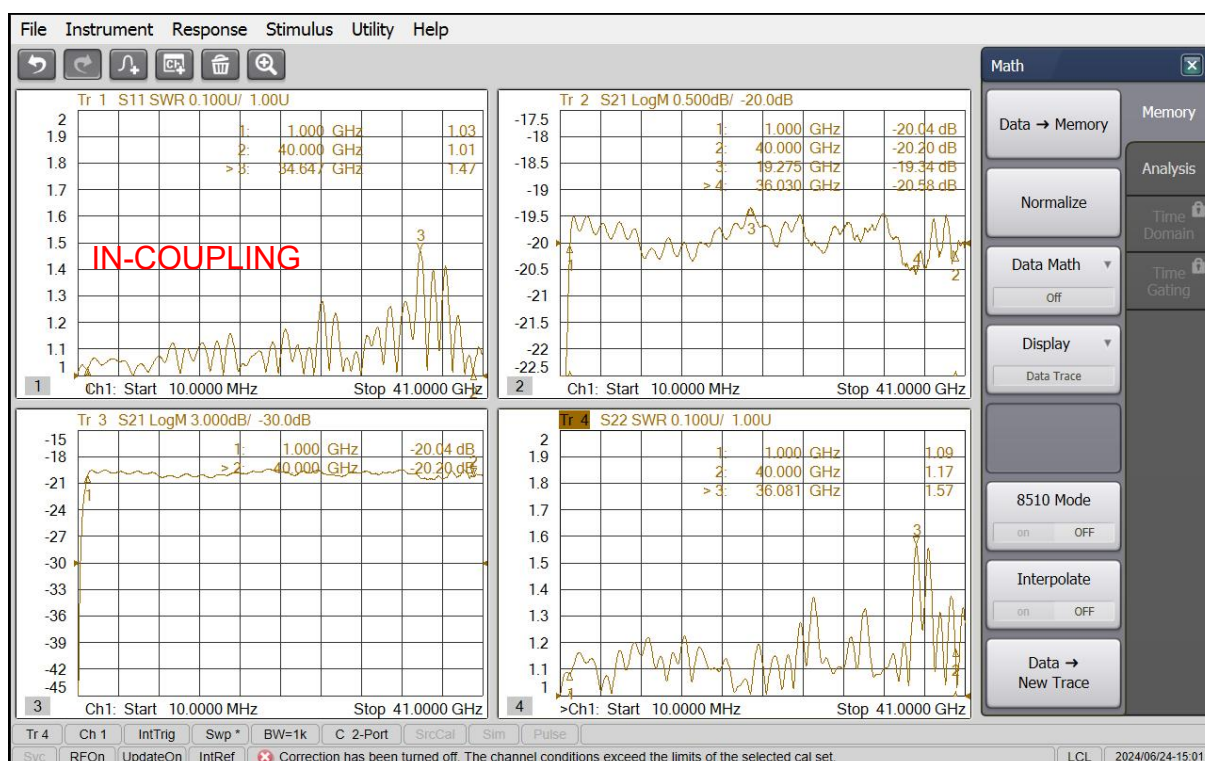 File Instrument Response Stimulus Utility Help
Math
Tr 1 S11 SWR 0.100U/ 1.00U
2
1.9
1.8
1.7
1.6
1.5
1.4
1.3
1.2
1.1
1
1: 1.000 GHz 1.03
2: 40.000 GHz 1.01
> 3: 34.647 GHz 1.47
3
IN-COUPLING
1
2
1
Ch1: Start 10.0000 MHz Stop 41.0000 GHz
Tr 2 S21 LogM 0.500dB/ -20.0dB
-17.5
-18
-18.5
-19
-19.5
-20
-20.5
-21
-21.5
-22
-22.5
1: 1.000 GHz -20.04 dB
2: 40.000 GHz -20.20 dB
3: 19.275 GHz -19.34 dB
> 4: 36.030 GHz -20.58 dB
1
3
4
2
2
Ch1: Start 10.0000 MHz Stop 41.0000 GHz
Tr 3 S21 LogM 3.000dB/ -30.0dB
-15
-18
-21
-24
-27
-30
-33
-36
-39
-42
-45
1: 1.000 GHz -20.04 dB
> 2: 40.000 GHz -20.20 dB
1
2
3
Ch1: Start 10.0000 MHz Stop 41.0000 GHz
Tr 4 S22 SWR 0.100U/ 1.00U
2
1.9
1.8
1.7
1.6
1.5
1.4
1.3
1.2
1.1
1
1: 1.000 GHz 1.09
2: 40.000 GHz 1.17
> 3: 36.081 GHz 1.57
3
1
2
4
>Ch1: Start 10.0000 MHz Stop 41.0000 GHz
Data → Memory
Normalize
Data Math
Off
Display
Data Trace
8510 Mode
on OFF
Interpolate
on OFF
Data →
New Trace
Memory
Analysis
Time
Domain
Time
Gating
Tr 4 Ch 1 IntTrig Swp * BW=1k C 2-Port SrcCal Sim Pulse
Svc RFOn UpdateOn IntRef Correction has been turned off. The channel conditions exceed the limits of the selected cal set. LCL 2024/06/24-15:01